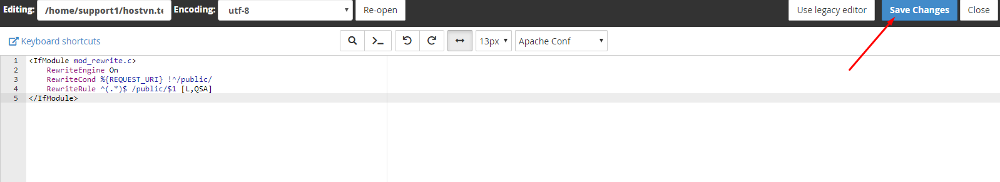 Editing: /home/support1/hostvn.te Encoding: utf-8 Re-open Use legacy editor Save Changes Close
Keyboard shortcuts 13px Apache Conf
1 <IfModule mod_rewrite.c>
2 RewriteEngine On
3 RewriteCond %{REQUEST_URI} !^/public/
4 RewriteRule ^(.*)$ /public/$1 [L,QSA]
5 </IfModule>